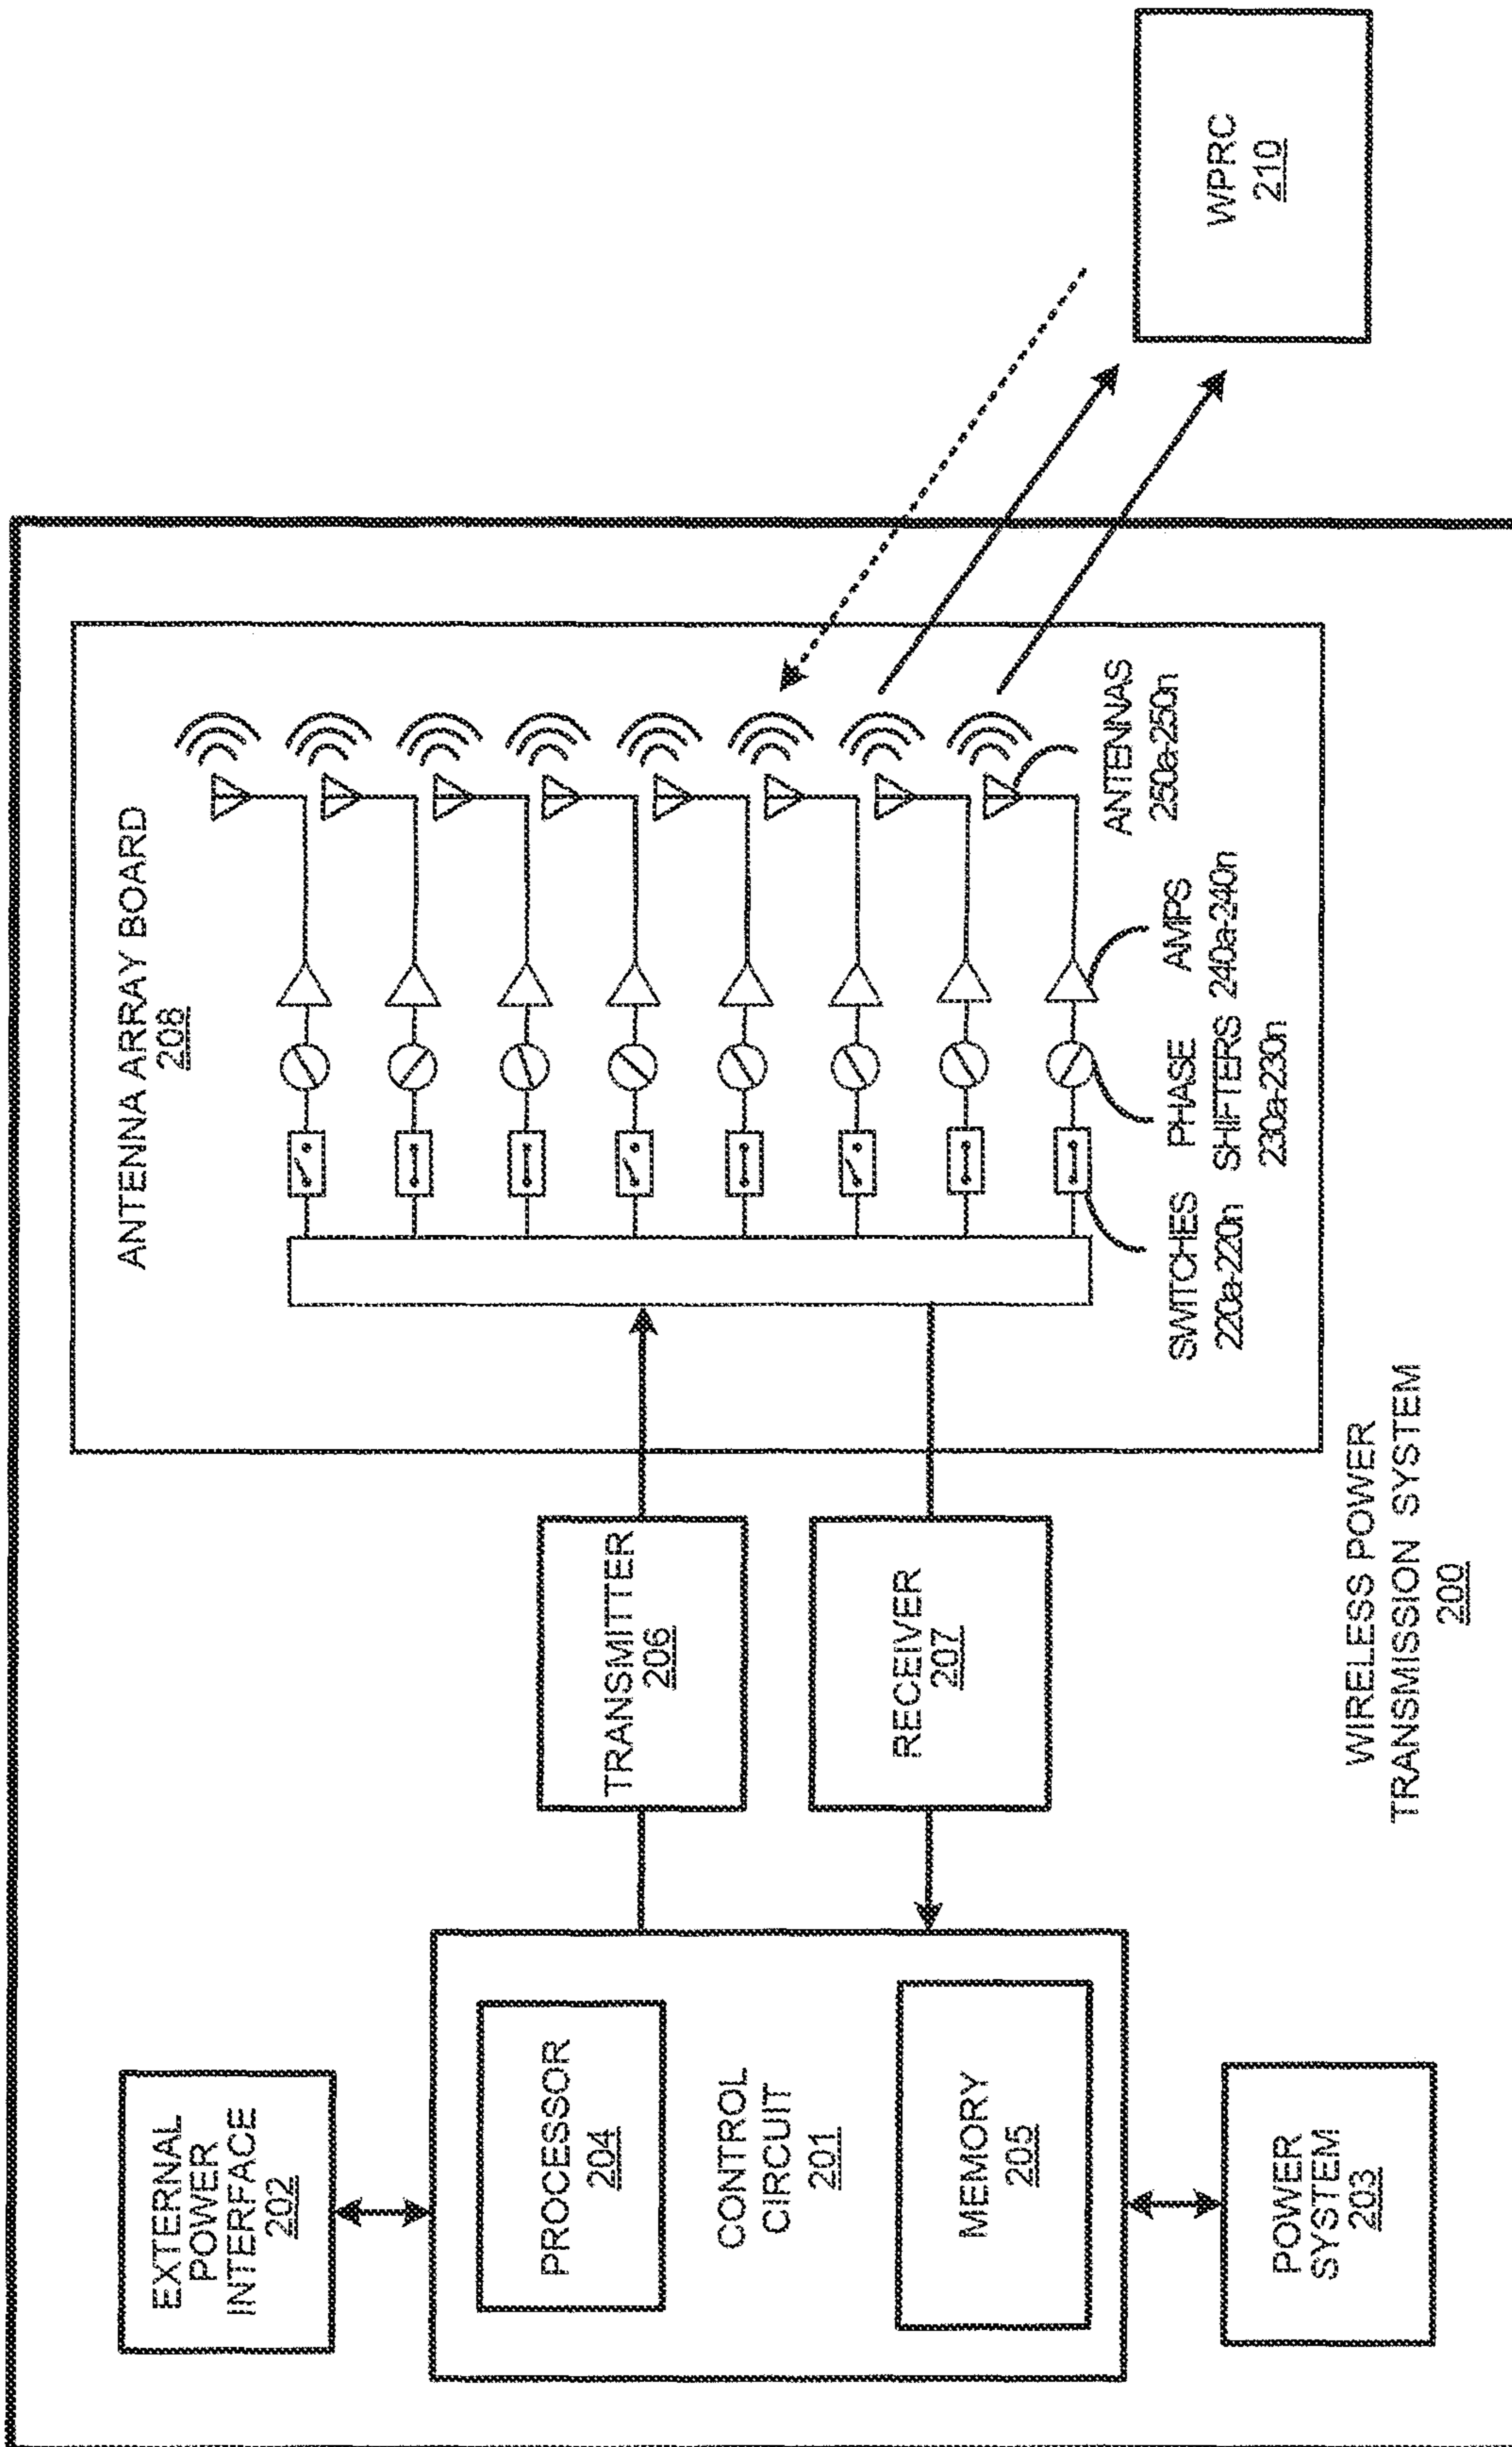 EXTERNAL
POWER
INTERFACE
202
PROCESSOR
204
CONTROL
CIRCUIT
201
MEMORY
205
POWER
SYSTEM
203
TRANSMITTER
206
RECEIVER
207
ANTENNA ARRAY BOARD
208
SWITCHES
220a-220n
PHASE
SHIFTERS
230a-230n
AMPS
240a-240n
ANTENNAS
250a-250n
WPRC
210
WIRELESS POWER
TRANSMISSION SYSTEM
200